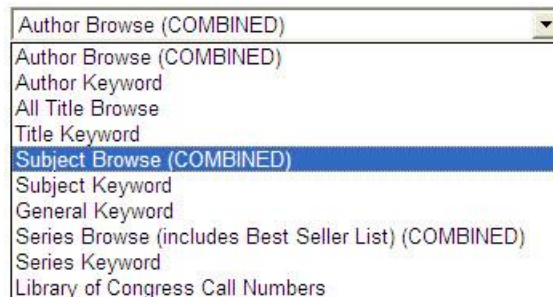 Author Browse (COMBINED)
Author Browse (COMBINED)
Author Keyword
All Title Browse
Title Keyword
Subject Browse (COMBINED)
Subject Keyword
General Keyword
Series Browse (includes Best Seller List) (COMBINED)
Series Keyword
Library of Congress Call Numbers